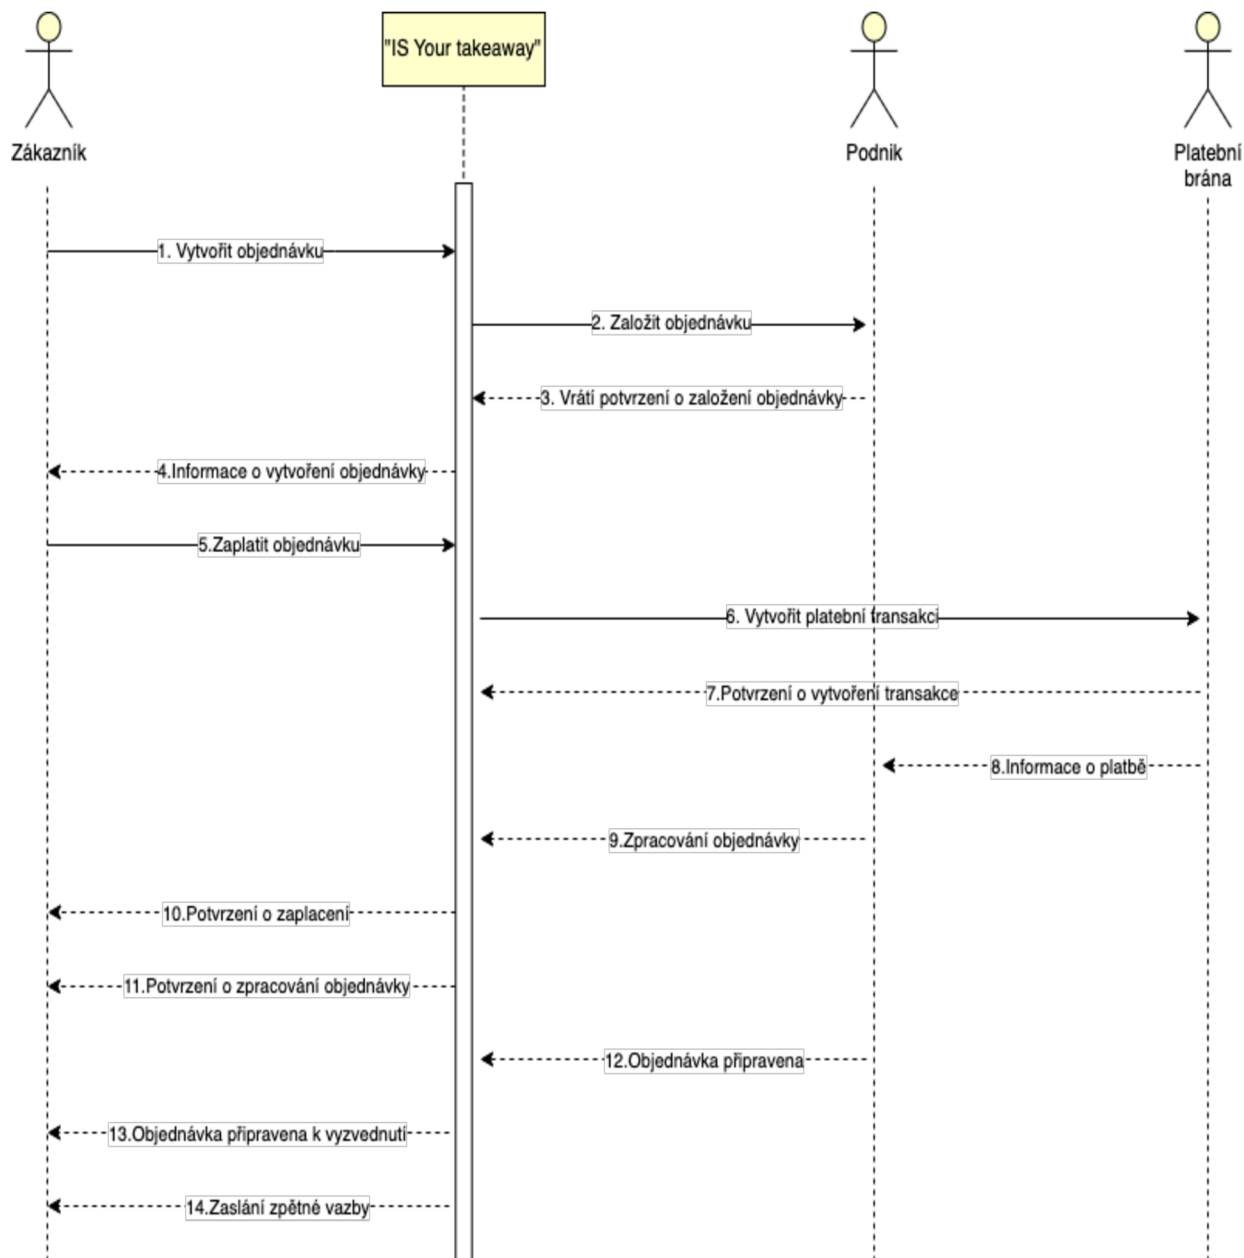 "IS Your takeaway"
Zákazník
Podnik
Platební
brána
1. Vytvořit objednávku
2. Založit objednávku
3. Vrátí potvrzení o založení objednávky
4.Informace o vytvoření objednávky
5.Zaplatit objednávku
6. Vytvořit platební transakci
7.Potvrzení o vytvoření transakce
8.Informace o platbě
9.Zpracování objednávky
10.Potvrzení o zaplacení
11.Potvrzení o zpracování objednávky
12.Objednávka připravena
13.Objednávka připravena k vyzvednutí
14.Zaslání zpětné vazby